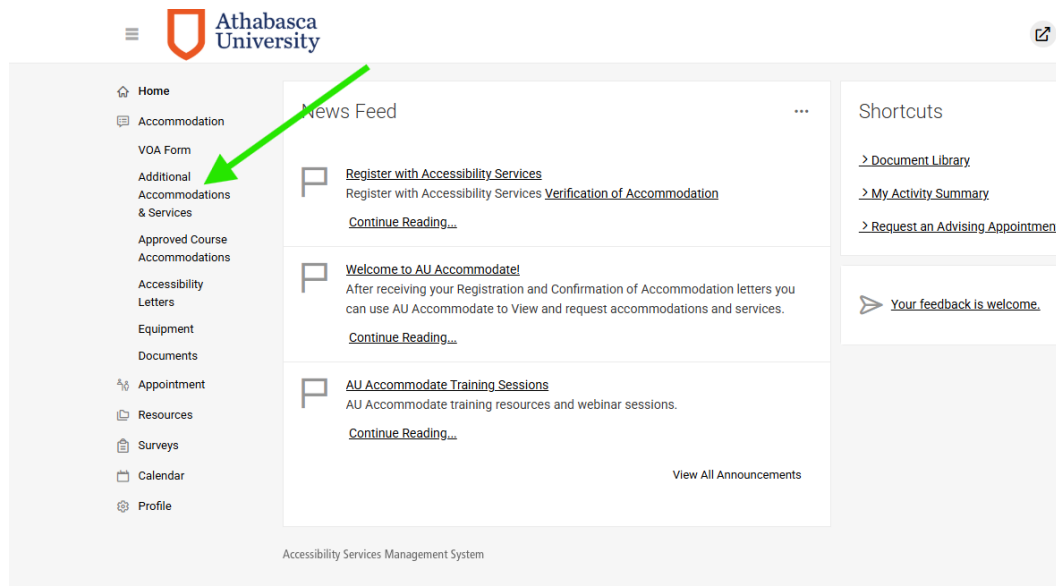 Athabasca
University
Home
Accommodation
VOA Form
Additional
Accommodations
& Services
Approved Course
Accommodations
Accessibility
Letters
Equipment
Documents
Appointment
Resources
Surveys
Calendar
Profile
News Feed
Register with Accessibility Services
Register with Accessibility Services Verification of Accommodation
Continue Reading...
Welcome to AU Accommodate!
After receiving your Registration and Confirmation of Accommodation letters you
can use AU Accommodate to View and request accommodations and services.
Continue Reading...
AU Accommodate Training Sessions
AU Accommodate training resources and webinar sessions.
Continue Reading...
View All Announcements
Shortcuts
> Document Library
> My Activity Summary
> Request an Advising Appointmen
Your feedback is welcome.
Accessibility Services Management System